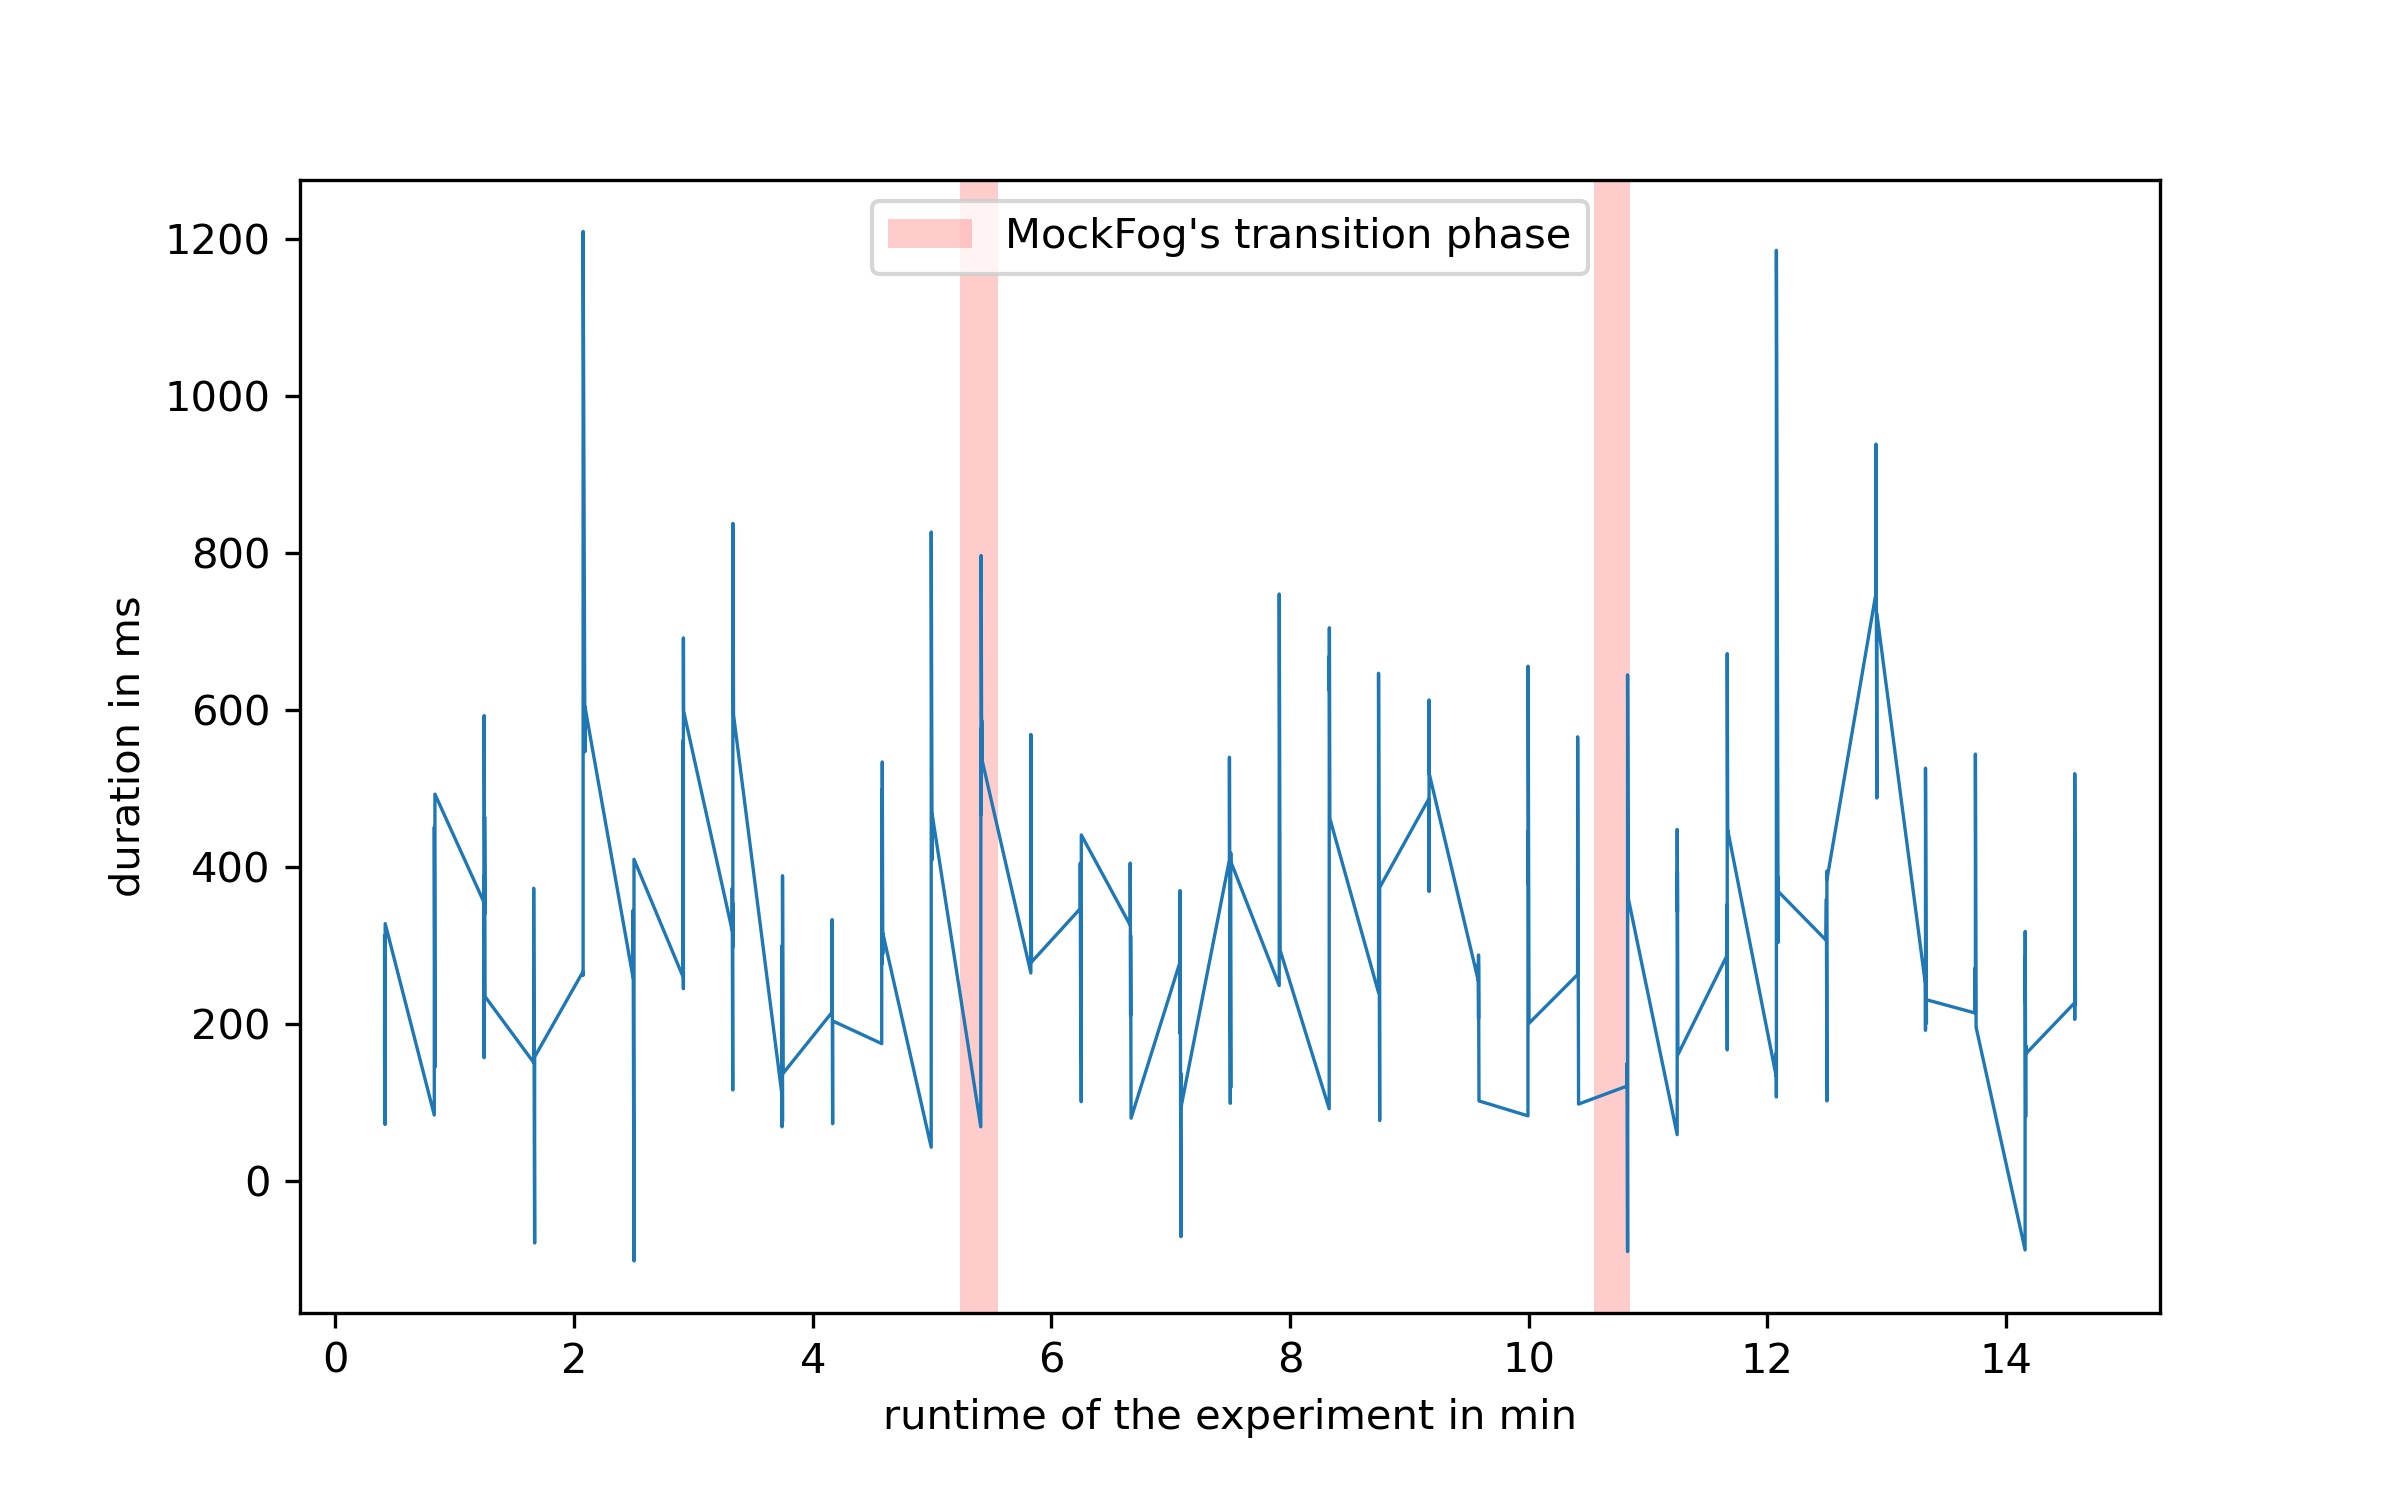 MockFog's transition phase
1200
1000
800
600
400
200
0
duration in ms
0 2 4 6 8 10 12 14
runtime of the experiment in min